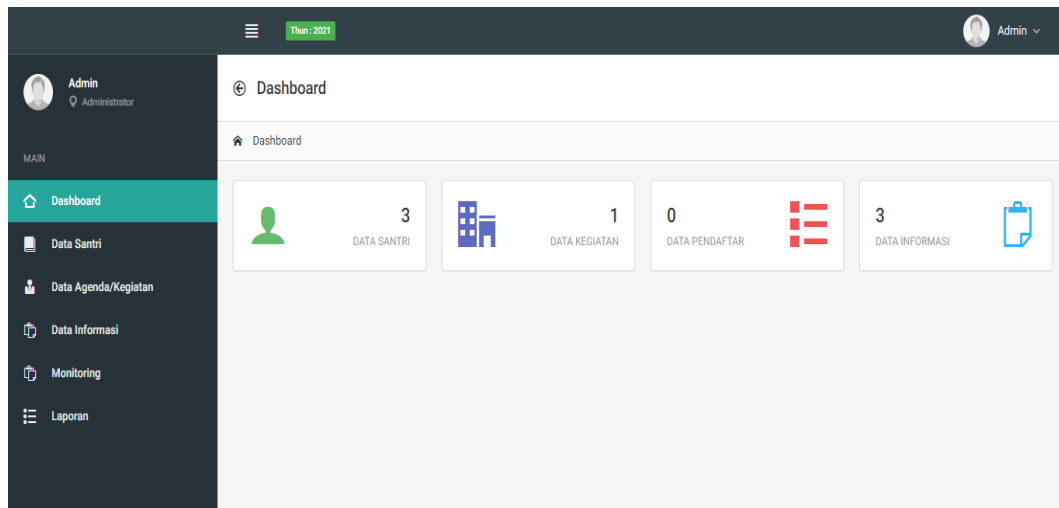 Thun : 2021
Admin
Admin
Administrator
MAIN
Dashboard
Data Santri
Data Agenda/Kegiatan
Data Informasi
Monitoring
Laporan
Dashboard
Dashboard
3
DATA SANTRI
1
DATA KEGIATAN
0
DATA PENDAFTAR
3
DATA INFORMASI